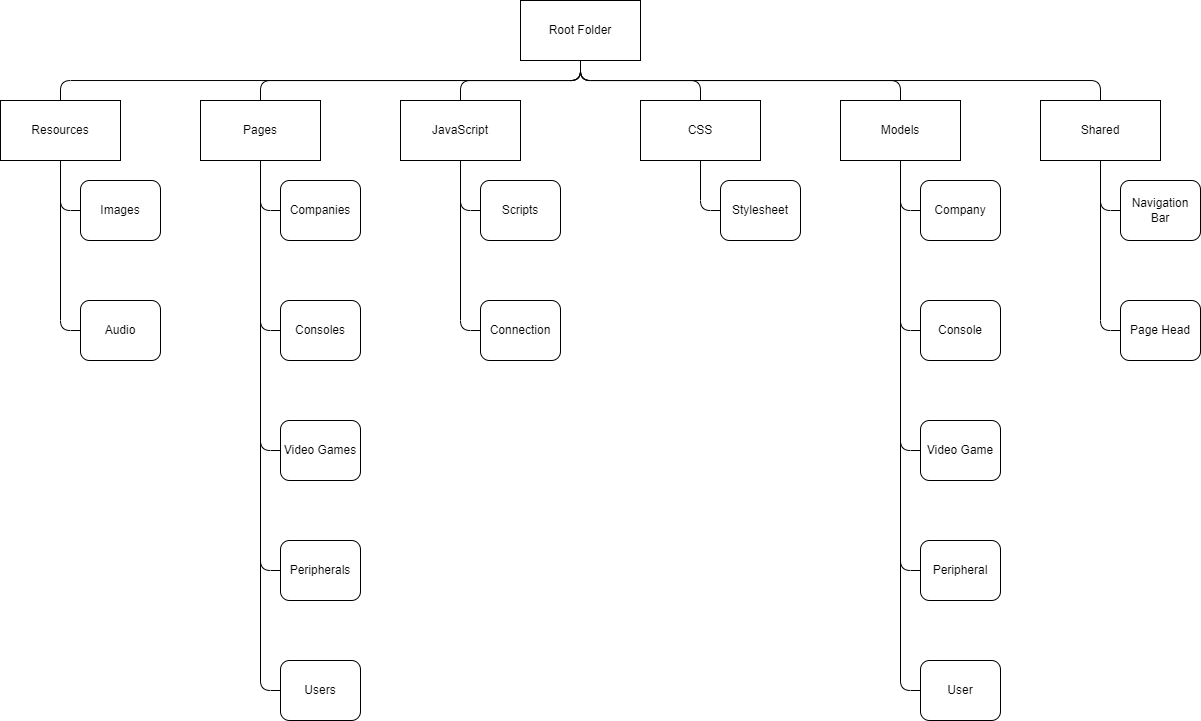 Root Folder
Resources
Pages
JavaScript
CSS
Models
Shared
Images
Companies
Scripts
Stylesheet
Company
Navigation
Bar
Audio
Consoles
Connection
Console
Page Head
Video Games
Video Game
Peripherals
Peripheral
Users
User